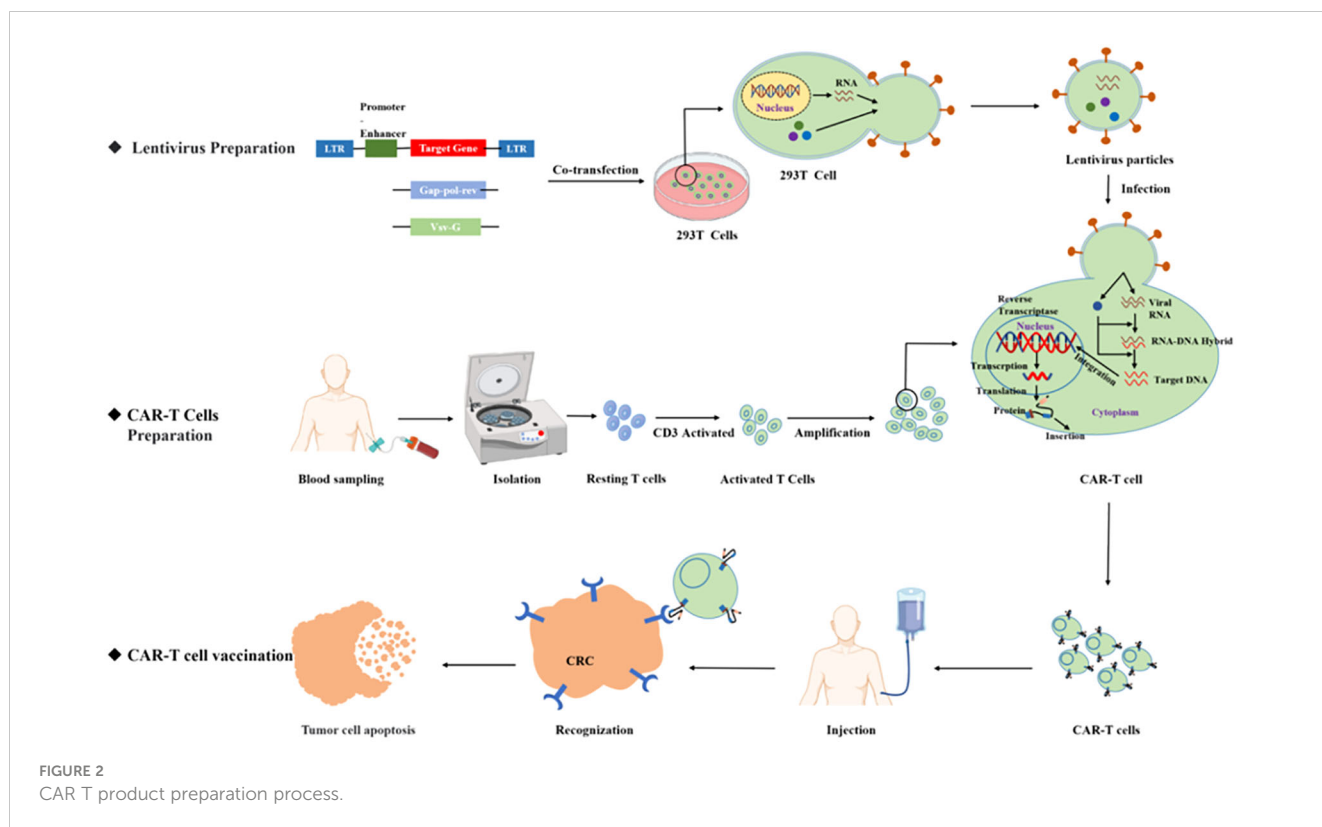 Promoter
-
Enhancer
◆ Lentivirus Preparation
LTR
Target Gene
LTR
Gap-pol-rev
Vsv-G
Co-transfection
293T Cells
Nucleus
RNA
293T Cell
Lentivirus particles
Infection
◆ CAR-T Cells
Preparation
Blood sampling
Isolation
Resting T cells
CD3 Activated
Activated T Cells
Amplification
Reverse
Transcriptase
Nucleus
Viral
RNA
RNA-DNA Hybrid
Integration
Target DNA
Transcrption
Translation
Protein
Cytoplasm
Insertion
CAR-T cell
◆ CAR-T cell vaccination
Tumor cell apoptosis
CRC
Recognization
Injection
CAR-T cells
FIGURE 2
CAR T product preparation process.